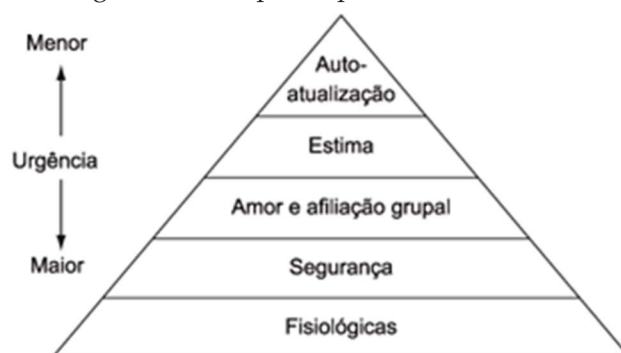 Menor
Auto-
atualização
Estima
Urgência
Amor e afiliação grupal
Maior
Segurança
Fisiológicas